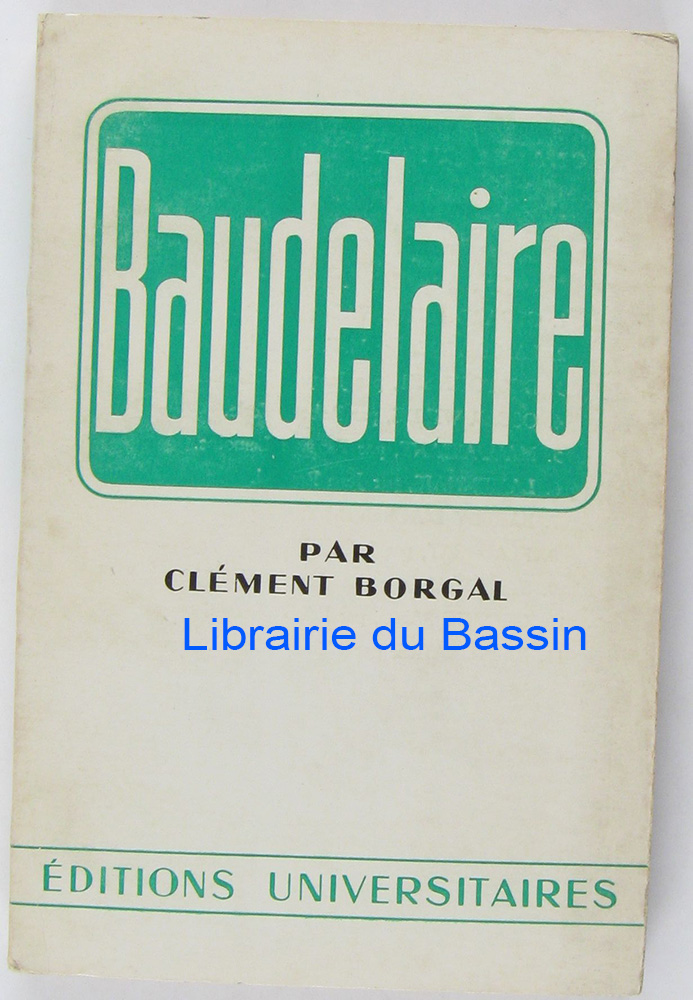 Baudelaire
PAR
CLÉMENT BORGAL
Librairie du Bassin
ÉDITIONS UNIVERSITAIRES